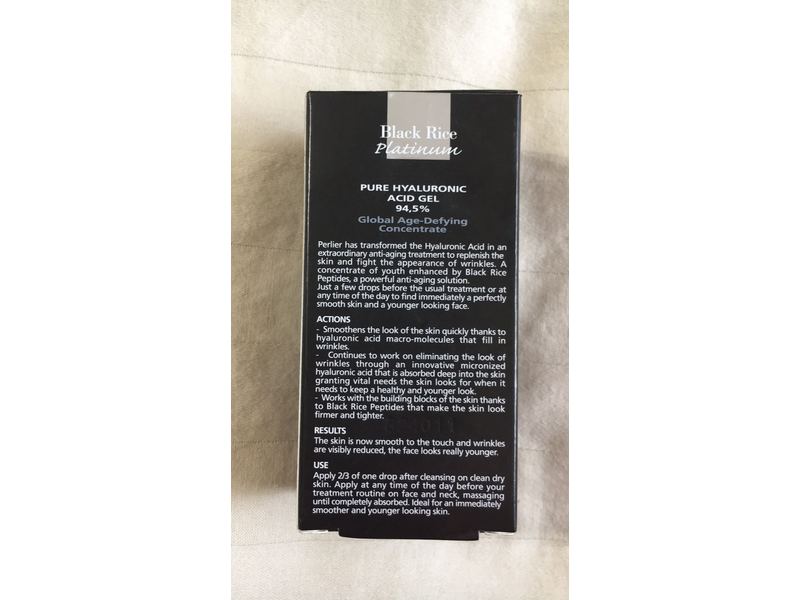 Black Rice
Platinum
PURE HYALURONIC
ACID GEL
94,5%
Global Age-Defying
Concentrate
Perlier has transformed the Hyaluronic Acid in an
extraordinary anti-aging treatment to replenish the
skin and fight the appearance of wrinkles. A
concentrate of youth enhanced by Black Rice
Peptides, a powerful anti-aging solution.
Just a few drops before the usual treatment or at
any time of the day to find immediately a perfectly
smooth skin and a younger looking face.
ACTIONS
- Smoothens the look of the skin quickly thanks to
hyaluronic acid macro-molecules that fill in
wrinkles.
- Continues to work on eliminating the look of
wrinkles through an innovative micronized
hyaluronic acid that is absorbed deep into the skin
granting vital needs the skin looks for when it
needs to keep a healthy and younger look.
- Works with the building blocks of the skin thanks
to Black Rice Peptides that make the skin look
firmer and tighter.
RESULTS
The skin is now smooth to the touch and wrinkles
are visibly reduced, the face looks really younger.
USE
Apply 2/3 of one drop after cleansing on clean dry
skin. Apply at any time of the day before your
treatment routine on face and neck, massaging
until completely absorbed. Ideal for an immediately
smoother and younger looking skin.